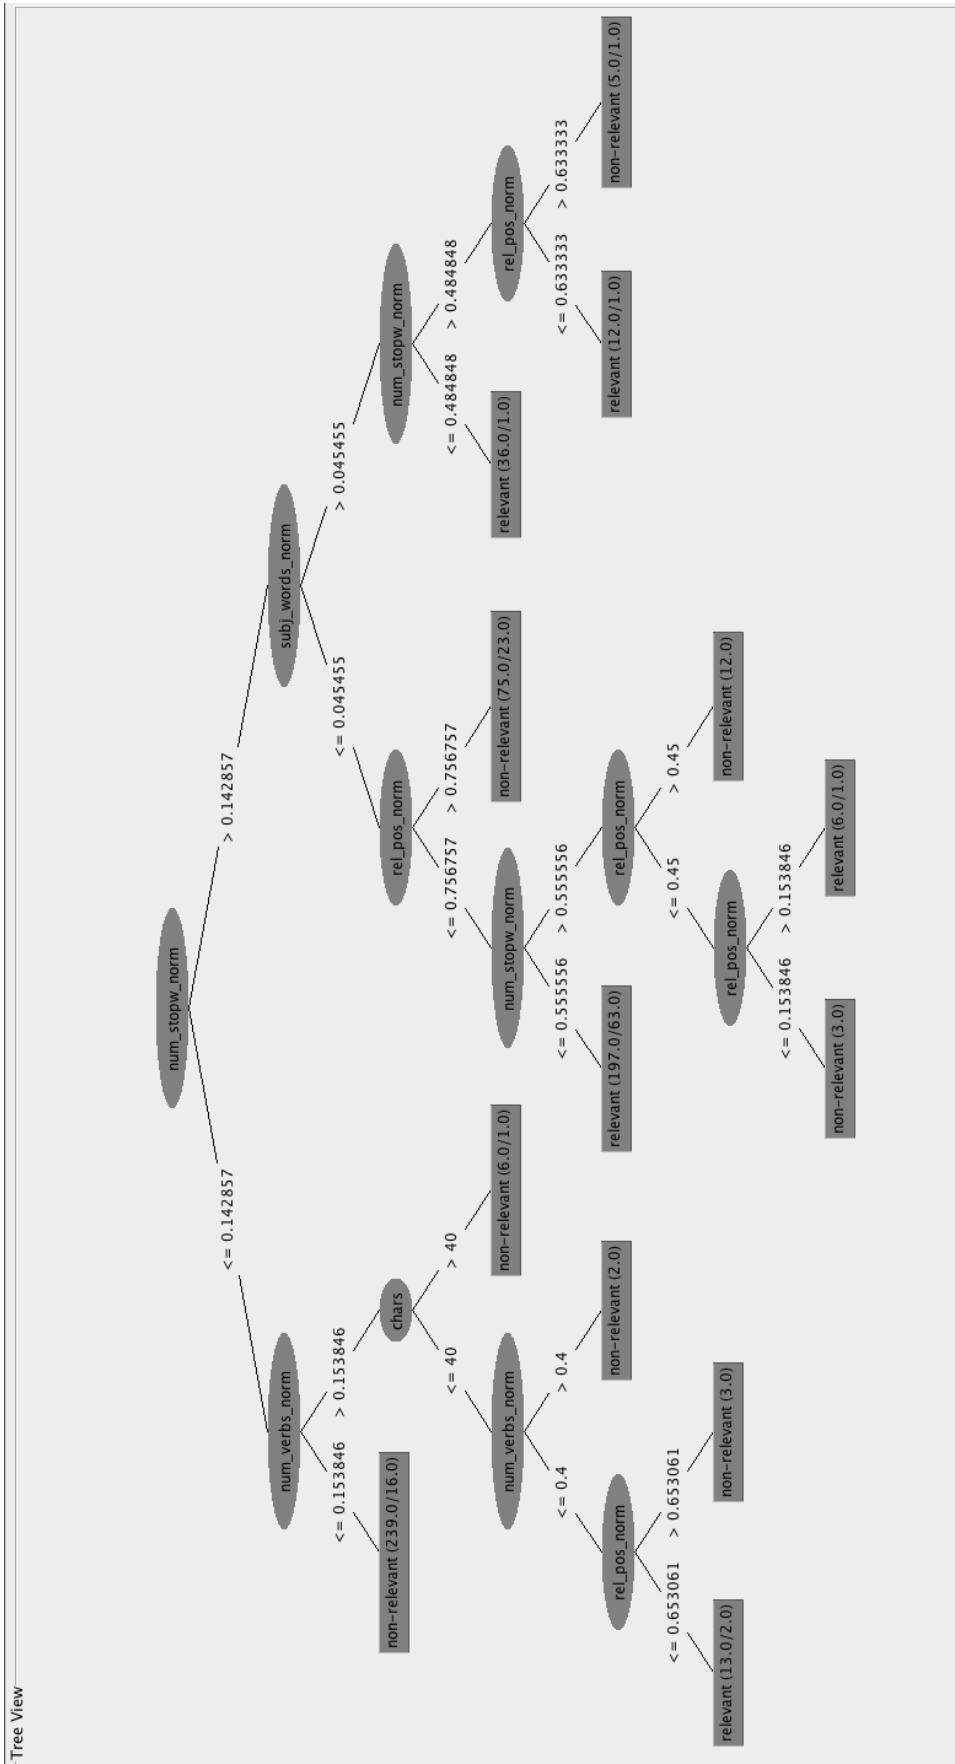 Tree View
num_stopw_norm
<= 0.142857
> 0.142857
num_verbs_norm
subj_words_norm
<= 0.153846
> 0.153846
<= 0.045455
> 0.045455
non-relevant (239.0/16.0)
chars
rel_pos_norm
num_stopw_norm
<= 40
> 40
<= 0.756757
> 0.756757
<= 0.484848
> 0.484848
num_verbs_norm
non-relevant (6.0/1.0)
num_stopw_norm
non-relevant (75.0/23.0)
relevant (36.0/1.0)
rel_pos_norm
<= 0.4
> 0.4
<= 0.555556
> 0.555556
<= 0.633333
> 0.633333
rel_pos_norm
non-relevant (2.0)
relevant (197.0/63.0)
rel_pos_norm
relevant (12.0/1.0)
non-relevant (5.0/1.0)
<= 0.653061
> 0.653061
<= 0.45
> 0.45
relevant (13.0/2.0)
non-relevant (3.0)
rel_pos_norm
non-relevant (12.0)
<= 0.153846
> 0.153846
non-relevant (3.0)
relevant (6.0/1.0)